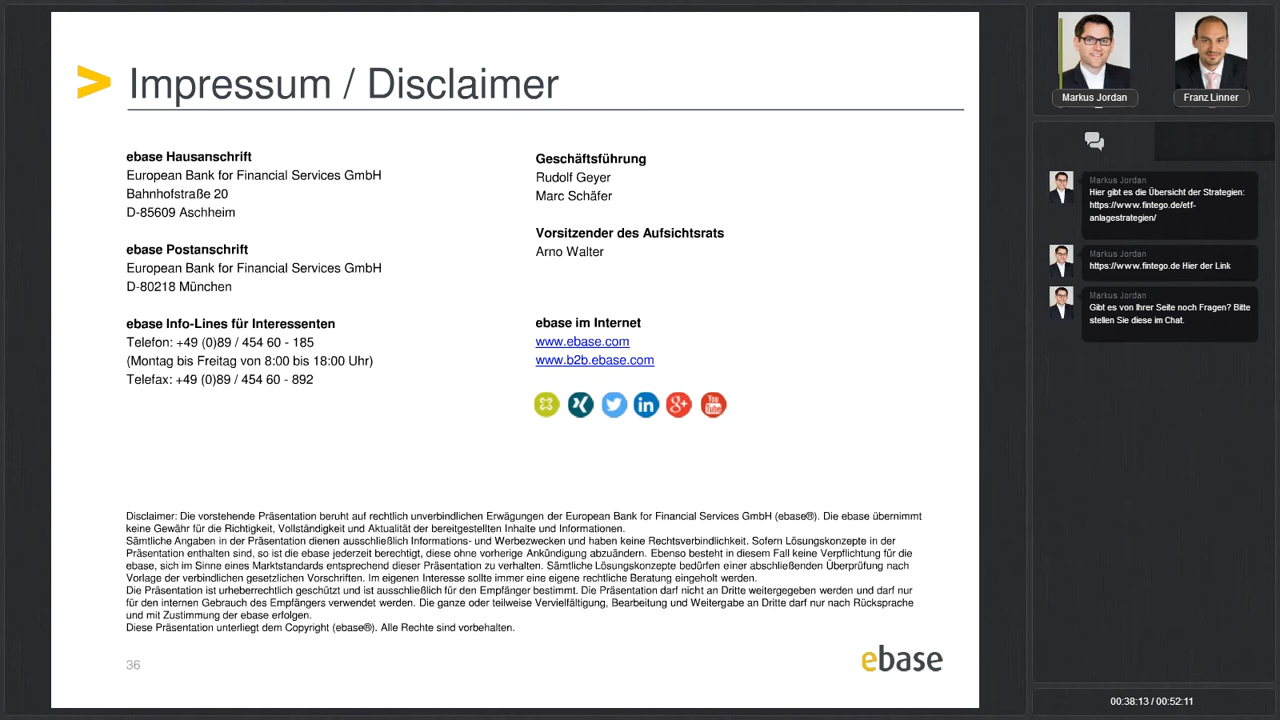 Impressum / Disclaimer
ebase Hausanschrift
European Bank for Financial Services GmbH
Bahnhofstraße 20
D-85609 Aschheim
ebase Postanschrift
European Bank for Financial Services GmbH
D-80218 München
ebase Info-Lines für Interessenten
Telefon: +49 (0)89 / 454 60 - 185
(Montag bis Freitag von 8:00 bis 18:00 Uhr)
Telefax: +49 (0)89 / 454 60 - 892
Geschäftsführung
Rudolf Geyer
Marc Schäfer
Vorsitzender des Aufsichtsrats
Arno Walter
ebase im Internet
www.ebase.com
www.b2b.ebase.com
in
g+
You
Tube
Disclaimer: Die vorstehende Präsentation beruht auf rechtlich unverbindlichen Erwägungen der European Bank for Financial Services GmbH (ebase®). Die ebase übernimmt
keine Gewähr für die Richtigkeit, Vollständigkeit und Aktualität der bereitgestellten Inhalte und Informationen.
Sämtliche Angaben in der Präsentation dienen ausschließlich Informations- und Werbezwecken und haben keine Rechtsverbindlichkeit. Sofern Lösungskonzepte in der
Präsentation enthalten sind, so ist die ebase jederzeit berechtigt, diese ohne vorherige Ankündigung abzuändern. Ebenso besteht in diesem Fall keine Verpflichtung für die
ebase, sich im Sinne eines Marktstandards entsprechend dieser Präsentation zu verhalten. Sämtliche Lösungskonzepte bedürfen einer abschließenden Überprüfung nach
Vorlage der verbindlichen gesetzlichen Vorschriften. Im eigenen Interesse sollte immer eine eigene rechtliche Beratung eingeholt werden.
Die Präsentation ist urheberrechtlich geschützt und ist ausschließlich für den Empfänger bestimmt. Die Präsentation darf nicht an Dritte weitergegeben werden und darf nur
für den internen Gebrauch des Empfängers verwendet werden. Die ganze oder teilweise Vervielfältigung, Bearbeitung und Weitergabe an Dritte darf nur nach Rücksprache
und mit Zustimmung der ebase erfolgen.
Diese Präsentation unterliegt dem Copyright (ebase®). Alle Rechte sind vorbehalten.
36
ebase
Markus Jordan
Franz Linner
Markus Jordan
Hier gibt es die Übersicht der Strategien:
https://www.fintego.de/etf-
anlagestrategien/
Markus Jordan
https://www.fintego.de Hier der Link
Markus Jordan
Gibt es von Ihrer Seite noch Fragen? Bitte
stellen Sie diese im Chat.
00:38:13 / 00:52:11